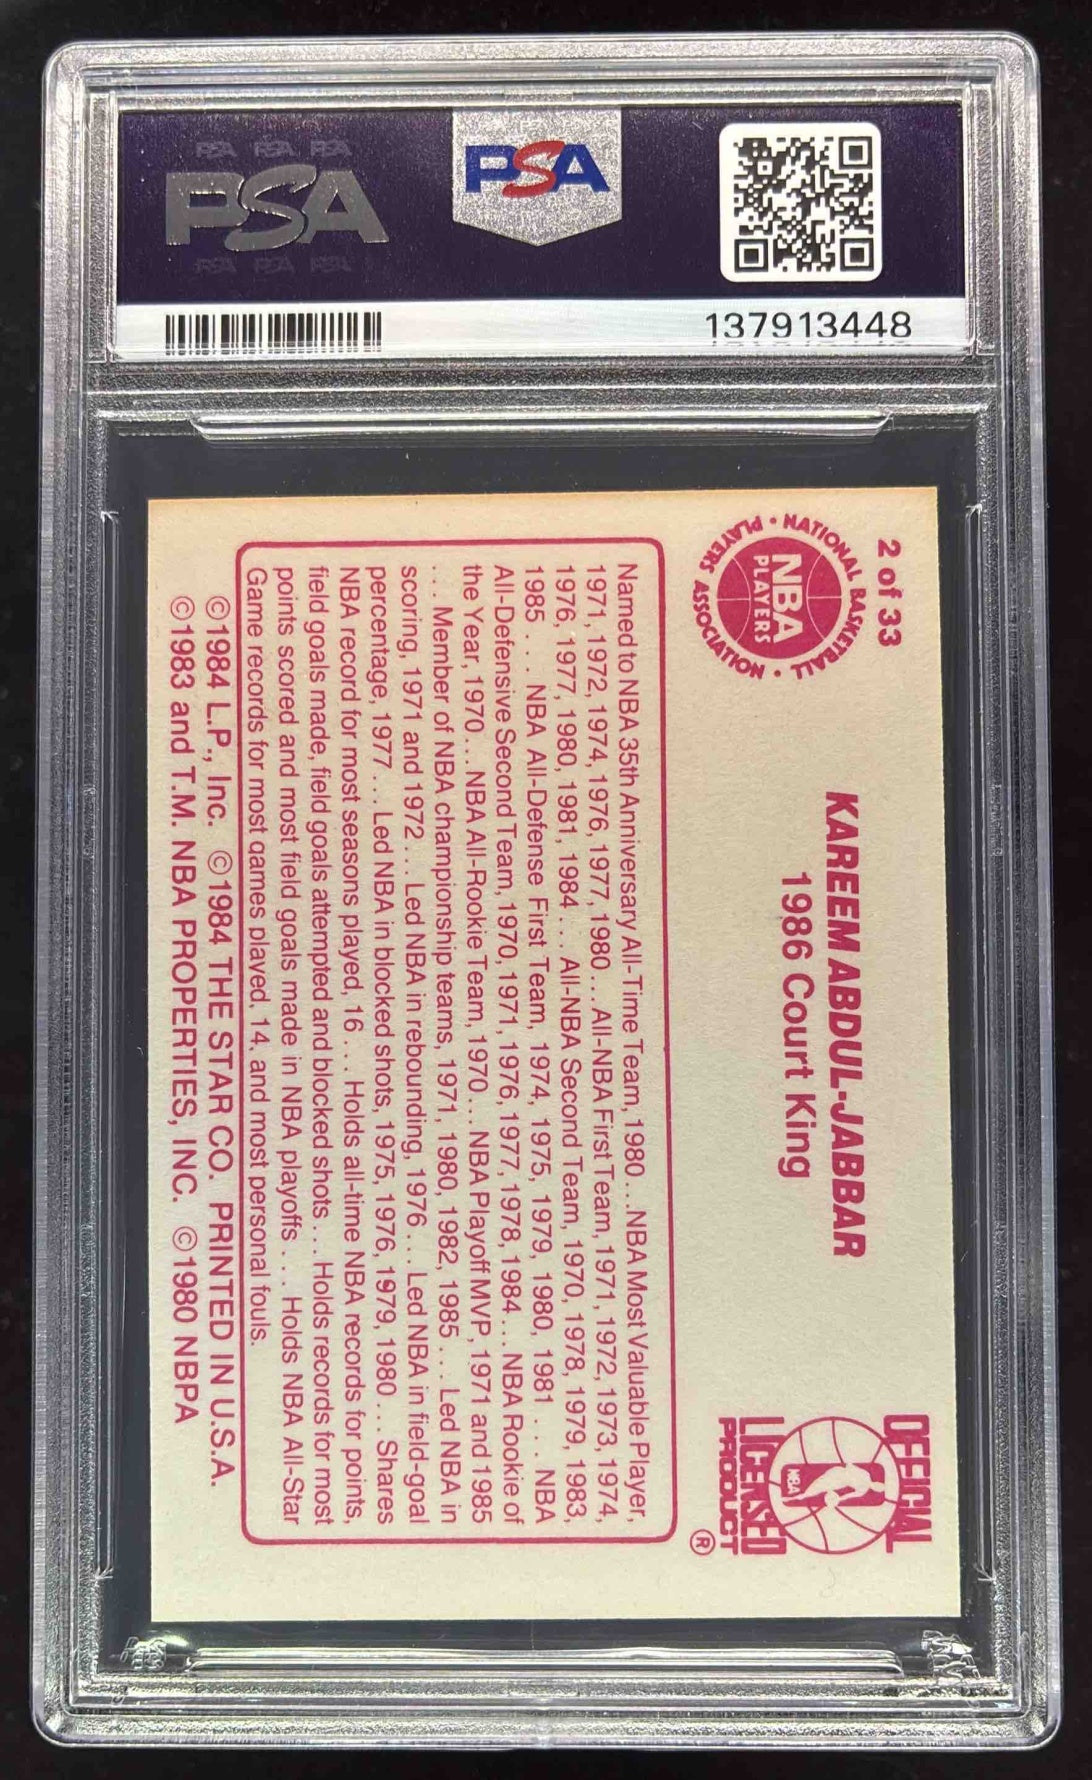 PSA PSA PSA
PSA
PSA PSA PSA
PSA
137913448
2 of 33
NATIONAL BASKETBALL PLAYERS ASSOCIATION
NBA
PLAYERS
KAREEM ABDUL-JABBAR
1986 Court King
OFFICIAL
NBA
LICENSED
PRODUCT
®
Named to NBA 35th Anniversary All-Time Team, 1980...NBA Most Valuable Player,
1971, 1972, 1974, 1976, 1977, 1980 ... All-NBA First Team, 1971, 1972, 1973, 1974,
1976, 1977, 1980, 1981, 1984 ... All-NBA Second Team, 1970, 1978, 1979, 1983,
1985 ... NBA All-Defense First Team, 1974, 1975, 1979, 1980, 1981 ... NBA
All-Defensive Second Team, 1970, 1971, 1976, 1977, 1978, 1984 ... NBA Rookie of
the Year, 1970 ... NBA All-Rookie Team, 1970 ... NBA Playoff MVP, 1971 and 1985
... Member of NBA championship teams, 1971, 1980, 1982, 1985 ... Led NBA in
scoring, 1971 and 1972 ... Led NBA in rebounding, 1976 ... Led NBA in field-goal
percentage, 1977 ... Led NBA in blocked shots, 1975, 1976, 1979, 1980 ... Shares
NBA record for most seasons played, 16 ... Holds all-time NBA records for points,
field goals made, field goals attempted and blocked shots ... Holds records for most
points scored and most field goals made in NBA playoffs ... Holds NBA All-Star
Game records for most games played, 14, and most personal fouls.
©1984 L.P., Inc. ©1984 THE STAR CO. PRINTED IN U.S.A.
©1983 and T.M. NBA PROPERTIES, INC. ©1980 NBPA